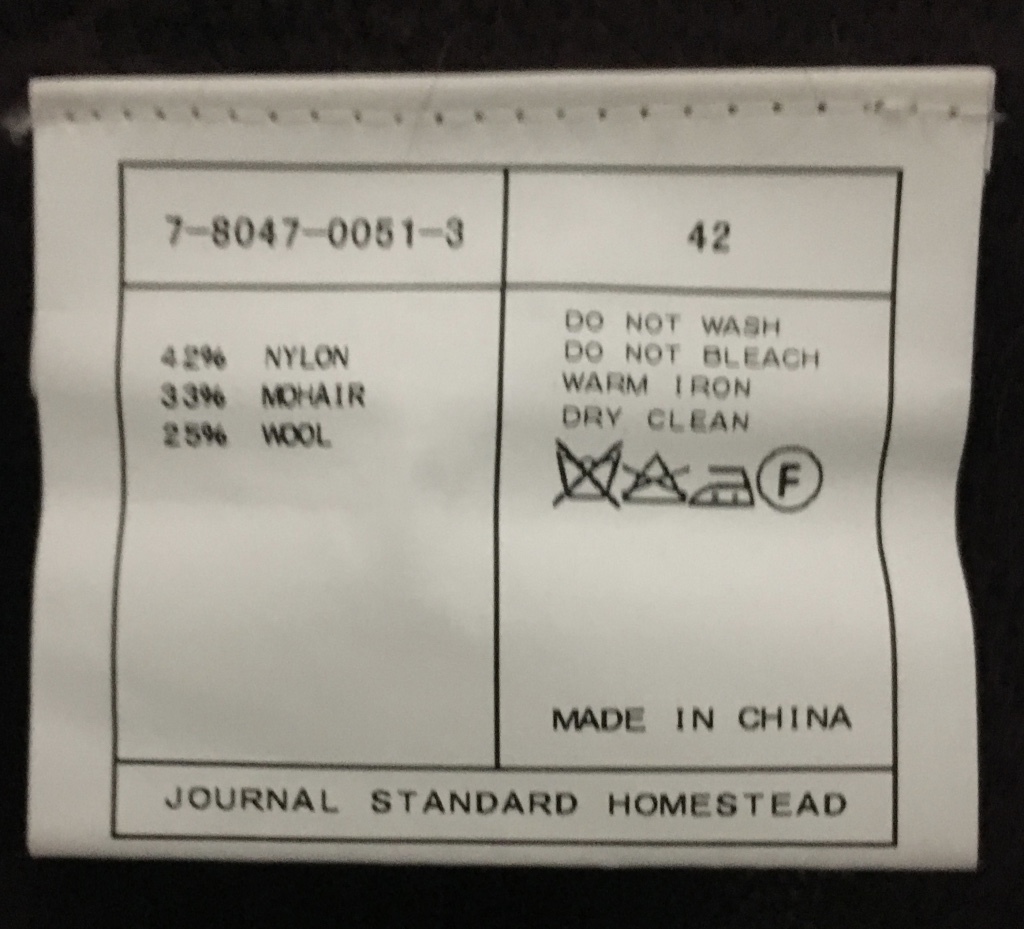 7-8047-0051-3
42
42% NYLON
33% MOHAIR
25% WOOL
DO NOT WASH
DO NOT BLEACH
WARM IRON
DRY CLEAN
F
MADE IN CHINA
JOURNAL STANDARD HOMESTEAD